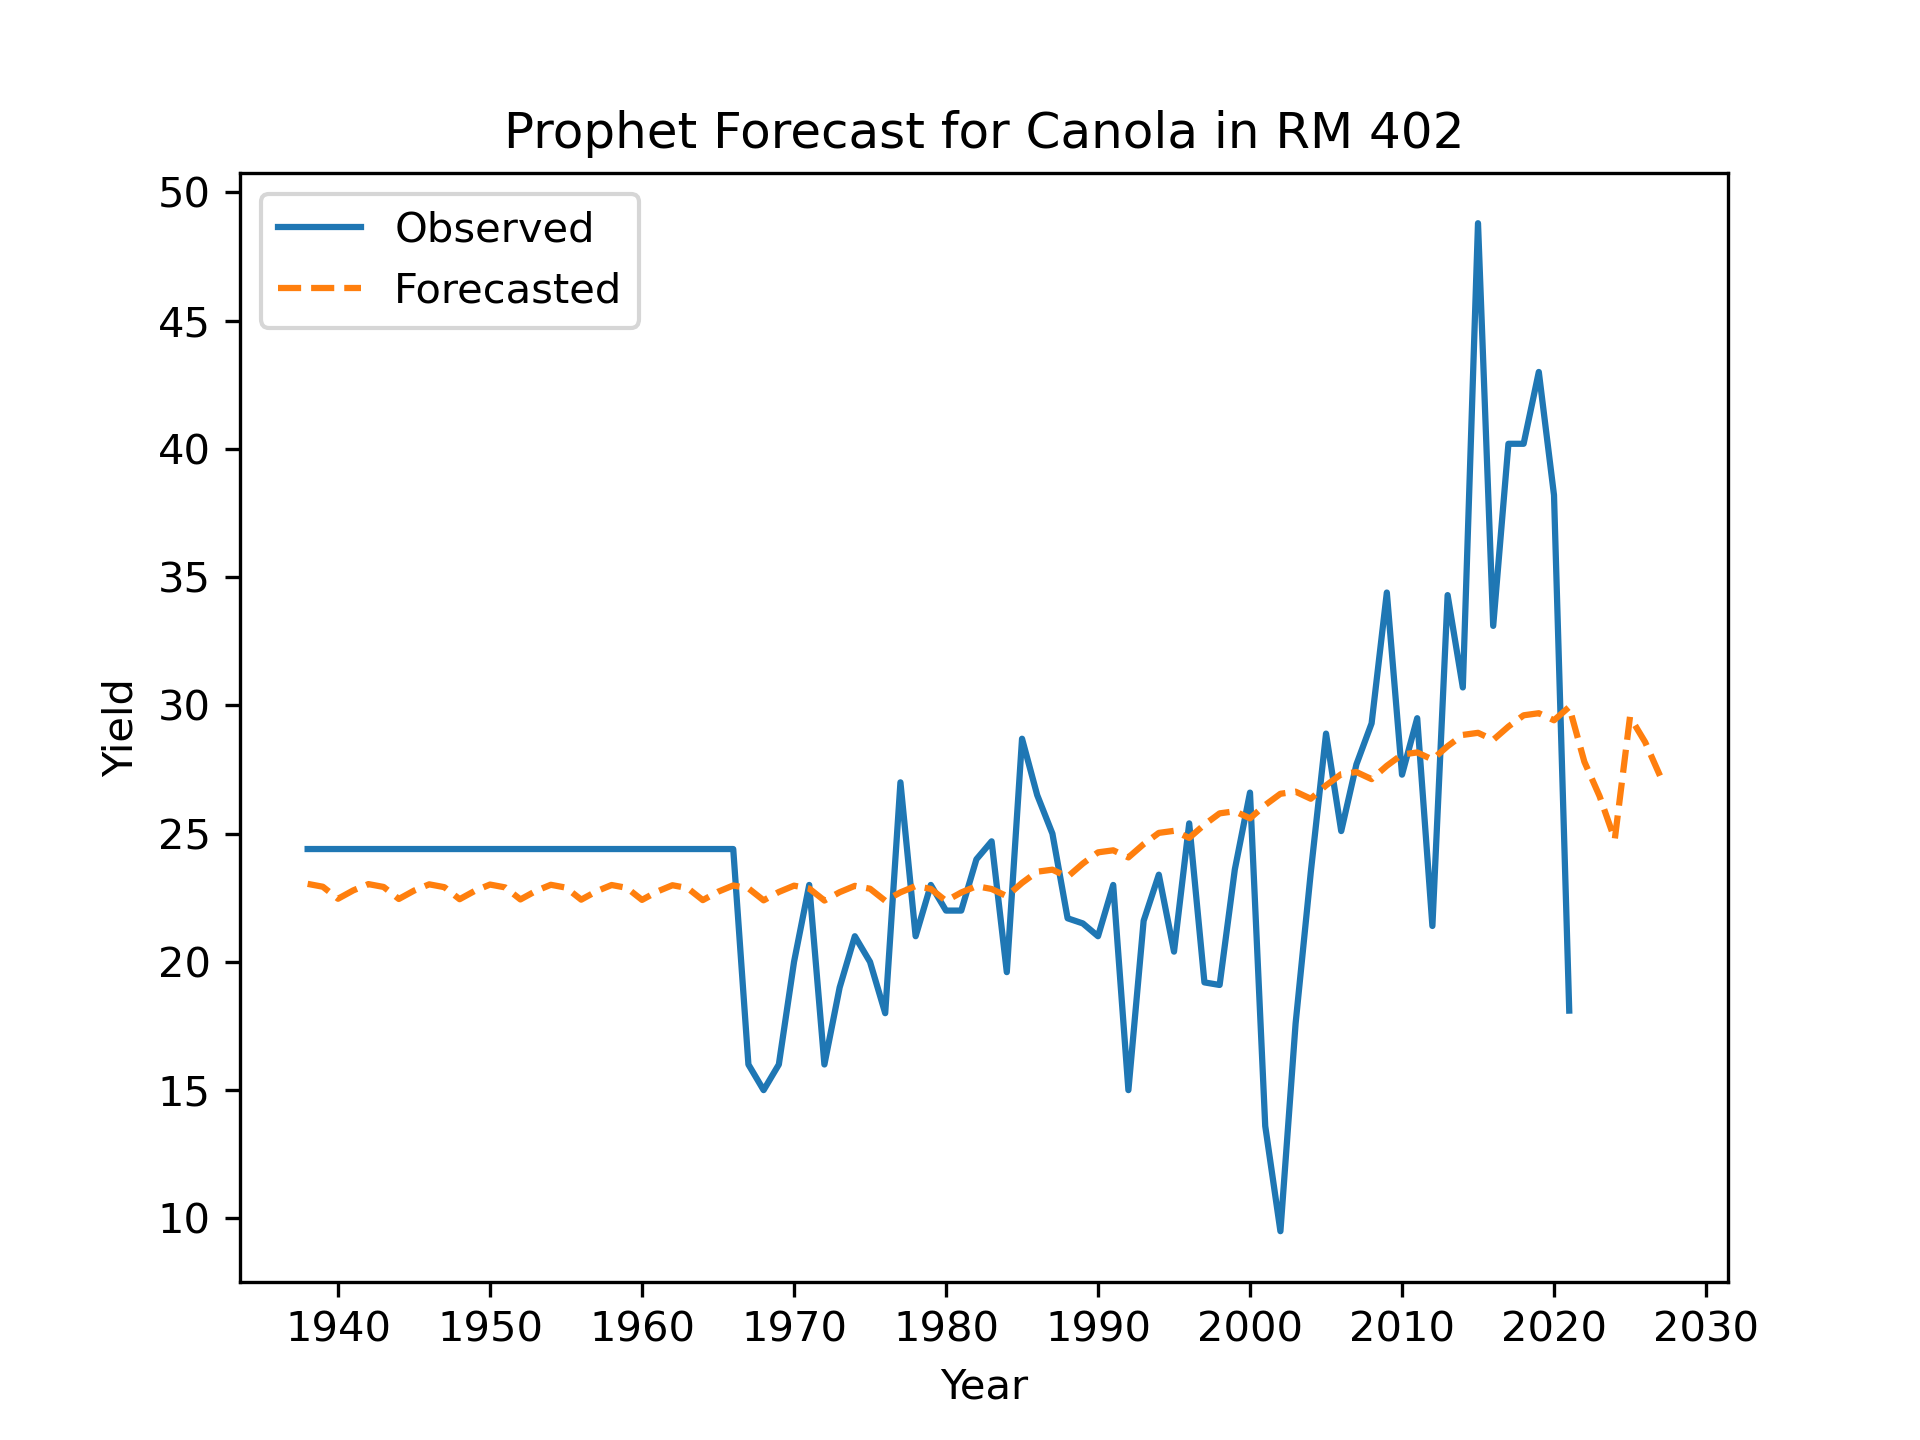 Prophet Forecast for Canola in RM 402
Observed
Forecasted
50
45
40
35
30
25
20
15
10
Yield
1940 1950 1960 1970 1980 1990 2000 2010 2020 2030
Year